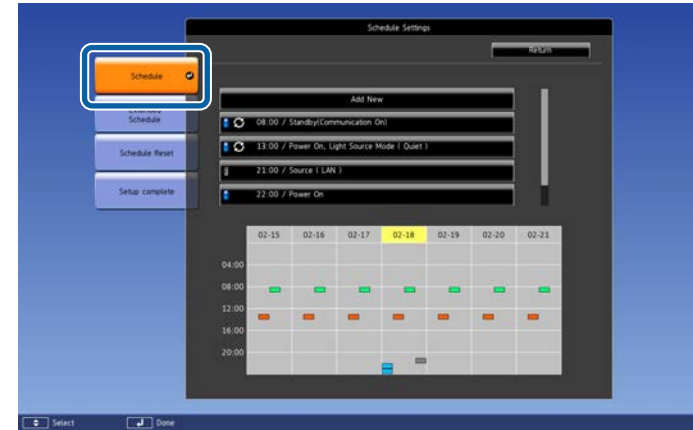 Schedule Settings
Return
Schedule
Schedule
Schedule Reset
Setup complete
Add New
08:00 / Standby(Communication On)
13:00 / Power On, Light Source Mode ( Quiet )
21:00 / Source ( LAN )
22:00 / Power On
02-15 02-16 02-17 02-18 02-19 02-20 02-21
04:00
08:00
12:00
16:00
20:00
Select Done